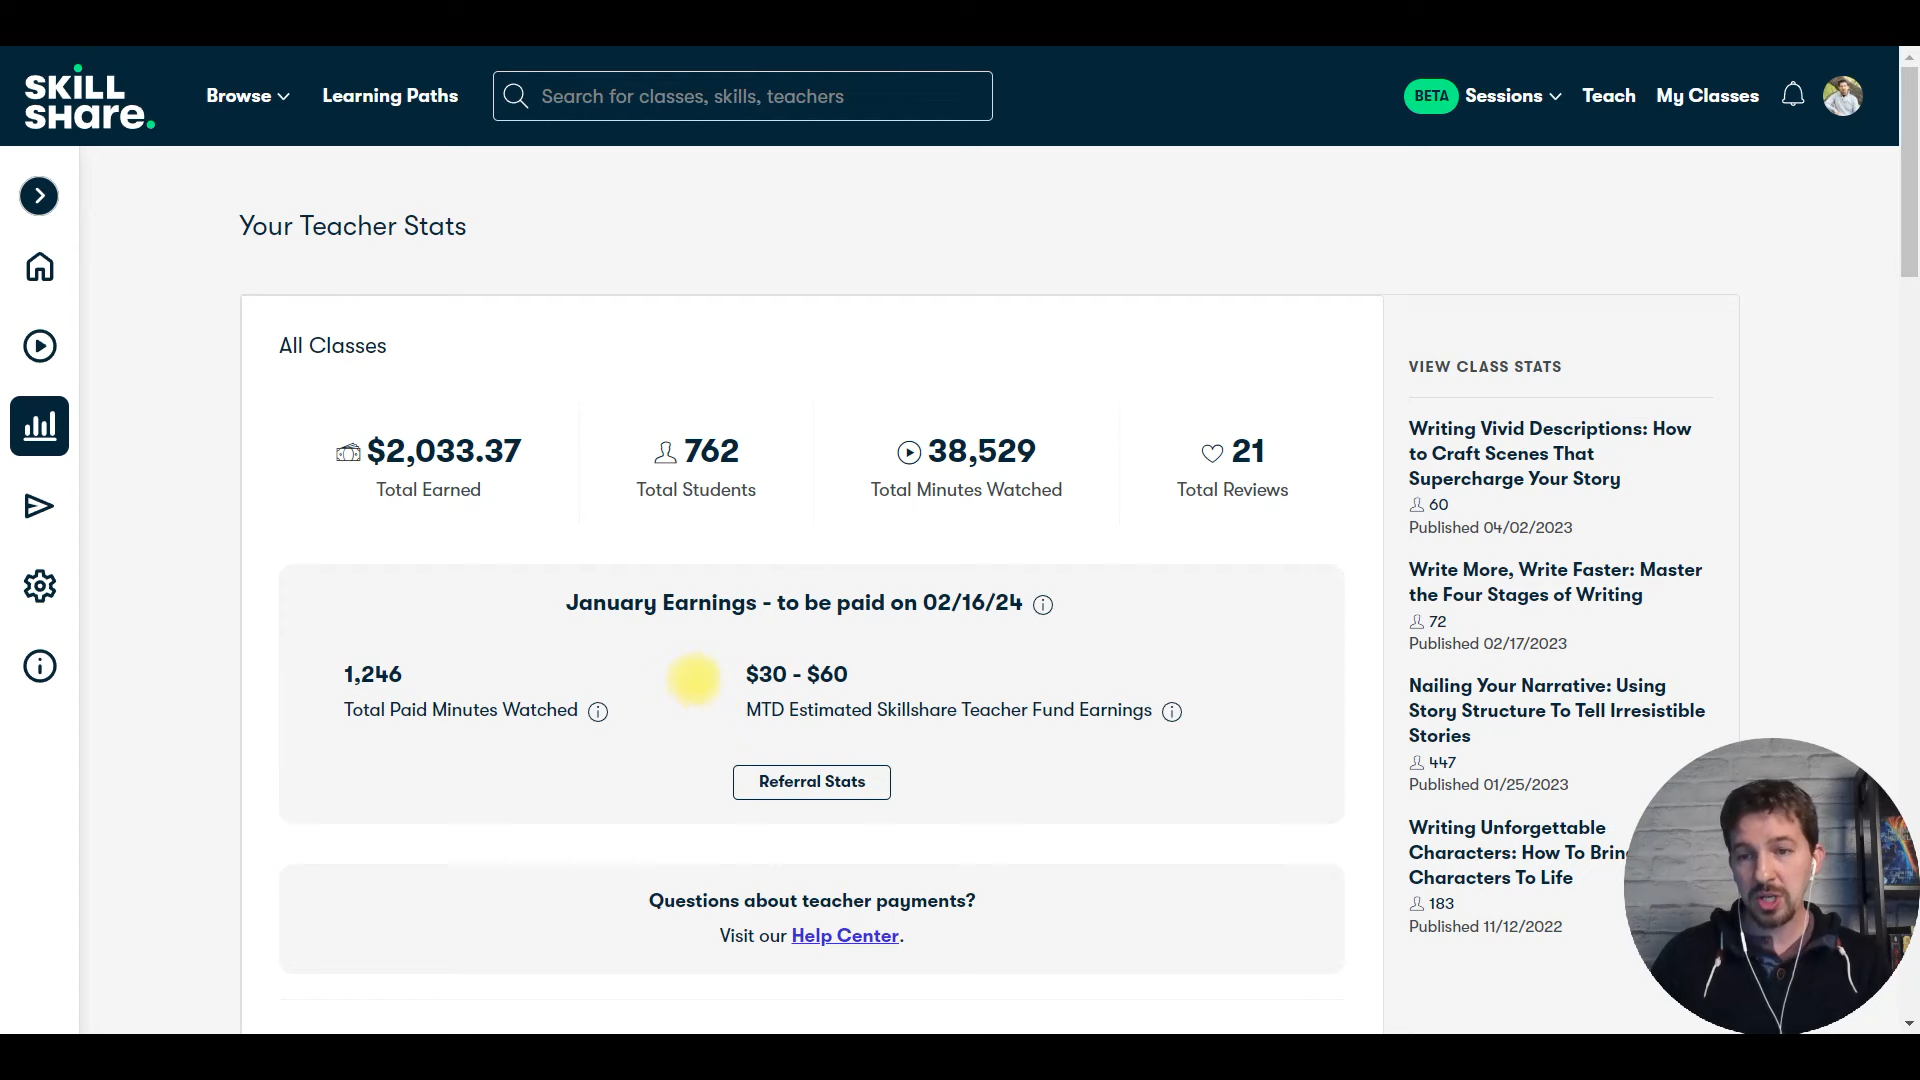 SKILL
SHare.
Browse
Learning Paths
Search for classes, skills, teachers
BETA
Sessions
Teach
My Classes
Your Teacher Stats
All Classes
$2,033.37
Total Earned
762
Total Students
38,529
Total Minutes Watched
21
Total Reviews
January Earnings - to be paid on 02/16/24
1,246
Total Paid Minutes Watched
$30 - $60
MTD Estimated Skillshare Teacher Fund Earnings
Referral Stats
Questions about teacher payments?
Visit our Help Center.
VIEW CLASS STATS
Writing Vivid Descriptions: How
to Craft Scenes That
Supercharge Your Story
60
Published 04/02/2023
Write More, Write Faster: Master
the Four Stages of Writing
72
Published 02/17/2023
Nailing Your Narrative: Using
Story Structure To Tell Irresistible
Stories
447
Published 01/25/2023
Writing Unforgettable
Characters: How To Bring
Characters To Life
183
Published 11/12/2022